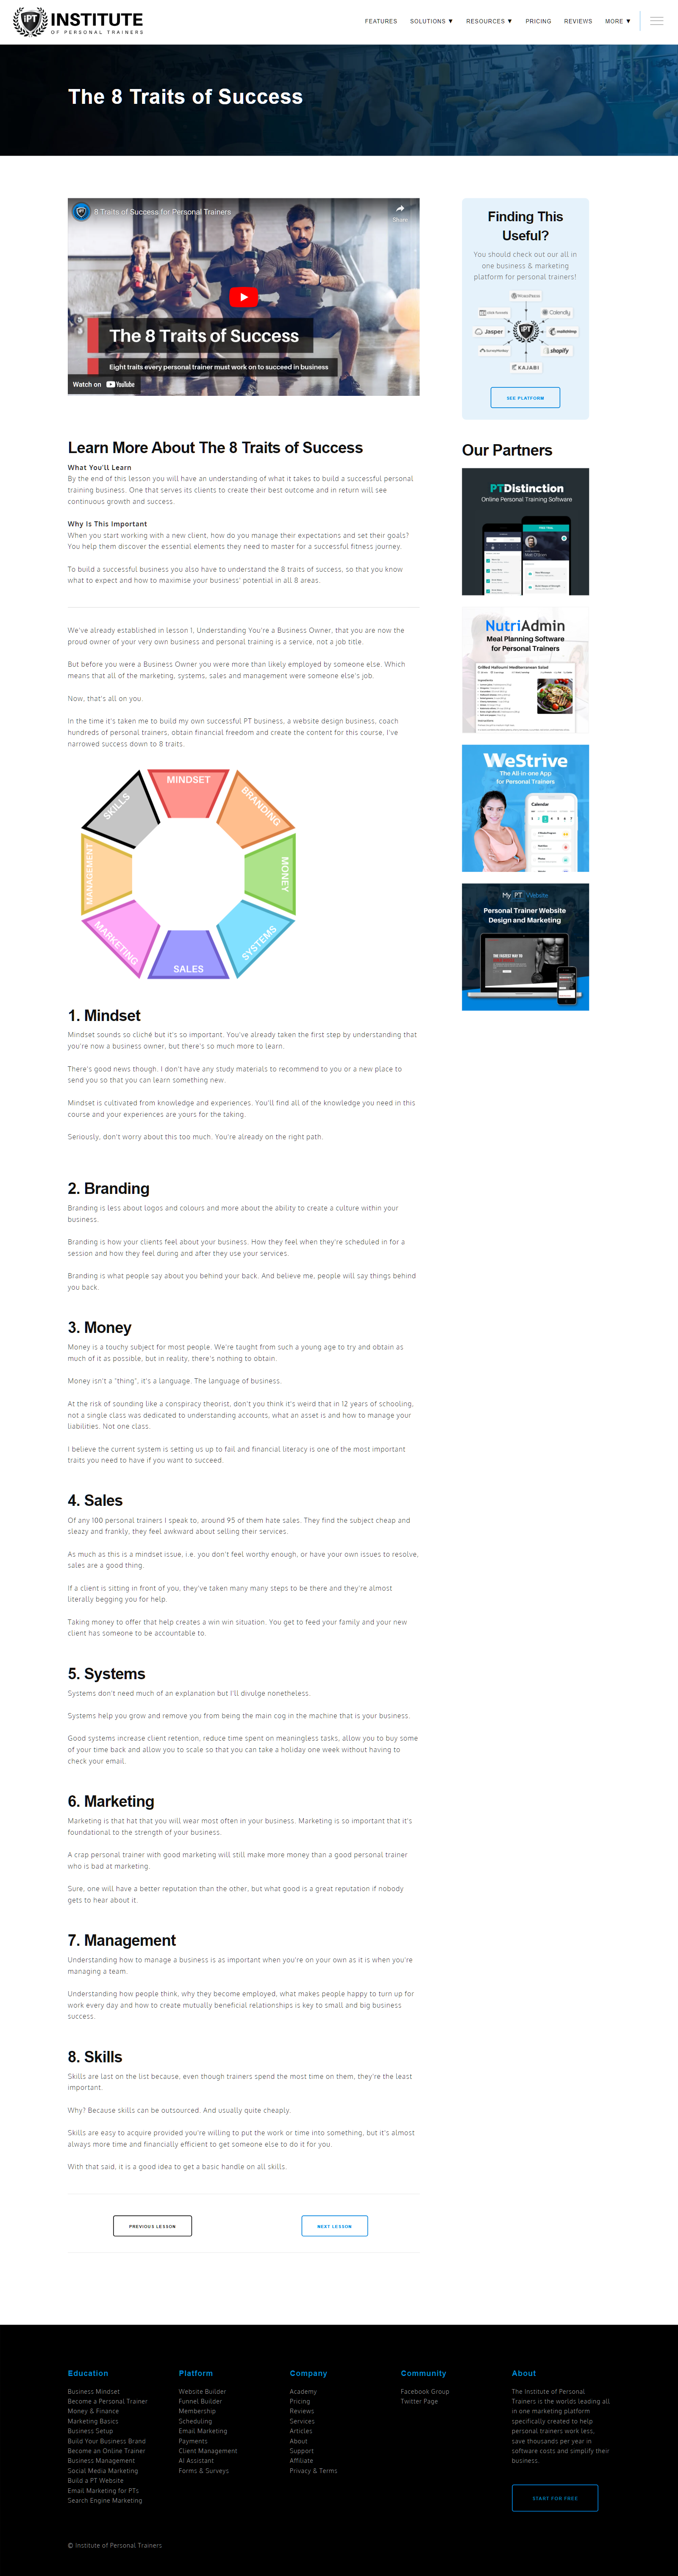 IPT INSTITUTE
OF PERSONAL TRAINERS
FEATURES SOLUTIONS ▼ RESOURCES ▼ PRICING REVIEWS MORE ▼
The 8 Traits of Success
8 Traits of Success for Personal Trainers
Share
The 8 Traits of Success
Eight traits every personal trainer must work on to succeed in business
Watch on YouTube
Finding This
Useful?
You should check out our all in
one business & marketing
platform for personal trainers!
WordPress
Calendly
Jasper
IPT
mailchimp
SurveyMonkey
shopify
KAJABI
SEE PLATFORM
Our Partners
PTDistinction
Online Personal Training Software
NutriAdmin
Meal Planning Software
for Personal Trainers
Grilled Halloumi Mediterranean Salad
WeStrive
The All in one App
for Personal Trainers
Calendar
My PT Website
Personal Trainer Website
Design and Marketing
Learn More About The 8 Traits of Success
What You'll Learn
By the end of this lesson you will have an understanding of what it takes to build a successful personal
training business. One that serves its clients to create their best outcome and in return will see
continuous growth and success.
Why Is This Important
When you start working with a new client, how do you manage their expectations and set their goals?
You help them discover the essential elements they need to master for a successful fitness journey.
To build a successful business you also have to understand the 8 traits of success, so that you know
what to expect and how to maximise your business' potential in all 8 areas.
We've already established in lesson 1, Understanding You're a Business Owner, that you are now the
proud owner of your very own business and personal training is a service, not a job title.
But before you were a Business Owner you were more than likely employed by someone else. Which
means that all of the marketing, systems, sales and management were someone else's job.
Now, that's all on you.
In the time it's taken me to build my own successful PT business, a website design business, coach
hundreds of personal trainers, obtain financial freedom and create the content for this course, I've
narrowed success down to 8 traits.
MINDSET
BRANDING
MONEY
SYSTEMS
SALES
MARKETING
MANAGEMENT
SKILLS
1. Mindset
Mindset sounds so cliché but it's so important. You've already taken the first step by understanding that
you're now a business owner, but there's so much more to learn.
There's good news though. I don't have any study materials to recommend to you or a new place to
send you so that you can learn something new.
Mindset is cultivated from knowledge and experiences. You'll find all of the knowledge you need in this
course and your experiences are yours for the taking.
Seriously, don't worry about this too much. You're already on the right path.
2. Branding
Branding is less about logos and colours and more about the ability to create a culture within your
business.
Branding is how your clients feel about your business. How they feel when they're scheduled in for a
session and how they feel during and after they use your services.
Branding is what people say about you behind your back. And believe me, people will say things behind
you back.
3. Money
Money is a touchy subject for most people. We're taught from such a young age to try and obtain as
much of it as possible, but in reality, there's nothing to obtain.
Money isn't a "thing", it's a language. The language of business.
At the risk of sounding like a conspiracy theorist, don't you think it's weird that in 12 years of schooling,
not a single class was dedicated to understanding accounts, what an asset is and how to manage your
liabilities. Not one class.
I believe the current system is setting us up to fail and financial literacy is one of the most important
traits you need to have if you want to succeed.
4. Sales
Of any 100 personal trainers I speak to, around 95 of them hate sales. They find the subject cheap and
sleazy and frankly, they feel awkward about selling their services.
As much as this is a mindset issue, i.e. you don't feel worthy enough, or have your own issues to resolve,
sales are a good thing.
If a client is sitting in front of you, they've taken many many steps to be there and they're almost
literally begging you for help.
Taking money to offer that help creates a win win situation. You get to feed your family and your new
client has someone to be accountable to.
5. Systems
Systems don't need much of an explanation but I'll divulge nonetheless.
Systems help you grow and remove you from being the main cog in the machine that is your business.
Good systems increase client retention, reduce time spent on meaningless tasks, allow you to buy some
of your time back and allow you to scale so that you can take a holiday one week without having to
check your email.
6. Marketing
Marketing is that hat that you will wear most often in your business. Marketing is so important that it's
foundational to the strength of your business.
A crap personal trainer with good marketing will still make more money than a good personal trainer
who is bad at marketing.
Sure, one will have a better reputation than the other, but what good is a great reputation if nobody
gets to hear about it.
7. Management
Understanding how to manage a business is as important when you're on your own as it is when you're
managing a team.
Understanding how people think, why they become employed, what makes people happy to turn up for
work every day and how to create mutually beneficial relationships is key to small and big business
success.
8. Skills
Skills are last on the list because, even though trainers spend the most time on them, they're the least
important.
Why? Because skills can be outsourced. And usually quite cheaply.
Skills are easy to acquire provided you're willing to put the work or time into something, but it's almost
always more time and financially efficient to get someone else to do it for you.
With that said, it is a good idea to get a basic handle on all skills.
PREVIOUS LESSON
NEXT LESSON
Education
Business Mindset
Become a Personal Trainer
Money & Finance
Marketing Basics
Business Setup
Build Your Business Brand
Become an Online Trainer
Business Management
Social Media Marketing
Build a PT Website
Email Marketing for PTs
Search Engine Marketing
Platform
Website Builder
Funnel Builder
Membership
Scheduling
Email Marketing
Payments
Client Management
AI Assistant
Forms & Surveys
Company
Academy
Pricing
Reviews
Services
Articles
About
Support
Affiliate
Privacy & Terms
Community
Facebook Group
Twitter Page
About
The Institute of Personal
Trainers is the worlds leading all
in one marketing platform
specifically created to help
personal trainers work less,
save thousands per year in
software costs and simplify their
business.
START FOR FREE
© Institute of Personal Trainers